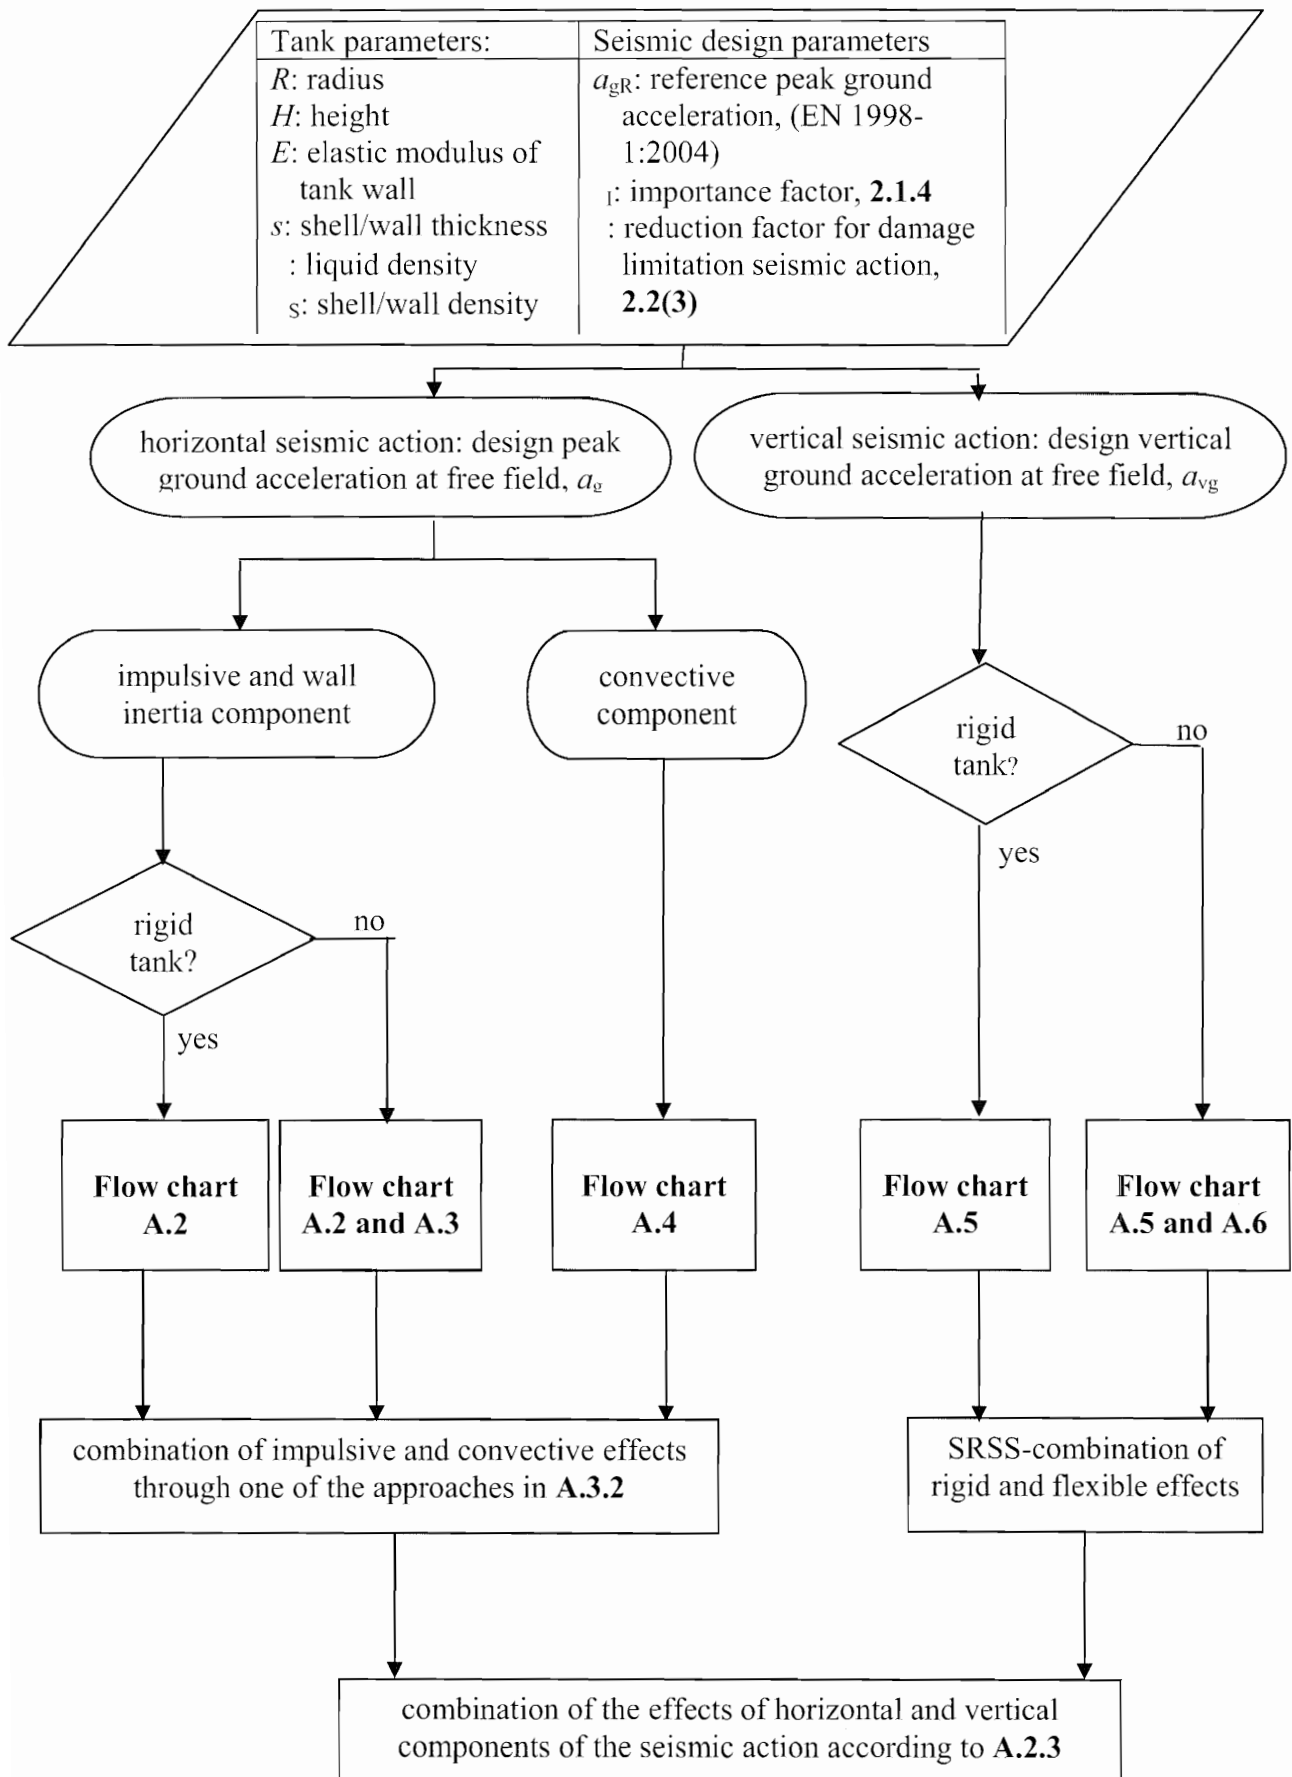 Tank parameters:
R: radius
H: height
E: elastic modulus of
tank wall
s: shell/wall thickness
: liquid density
S: shell/wall density
Seismic design parameters
agR: reference peak ground
acceleration, (EN 1998-
1:2004)
I: importance factor, 2.1.4
: reduction factor for damage
limitation seismic action,
2.2(3)
horizontal seismic action: design peak
ground acceleration at free field, ag
vertical seismic action: design vertical
ground acceleration at free field, avg
impulsive and wall
inertia component
convective
component
rigid
tank?
no
yes
rigid
tank?
no
yes
Flow chart
A.2
Flow chart
A.2 and A.3
Flow chart
A.4
Flow chart
A.5
Flow chart
A.5 and A.6
combination of impulsive and convective effects
through one of the approaches in A.3.2
SRSS-combination of
rigid and flexible effects
combination of the effects of horizontal and vertical
components of the seismic action according to A.2.3